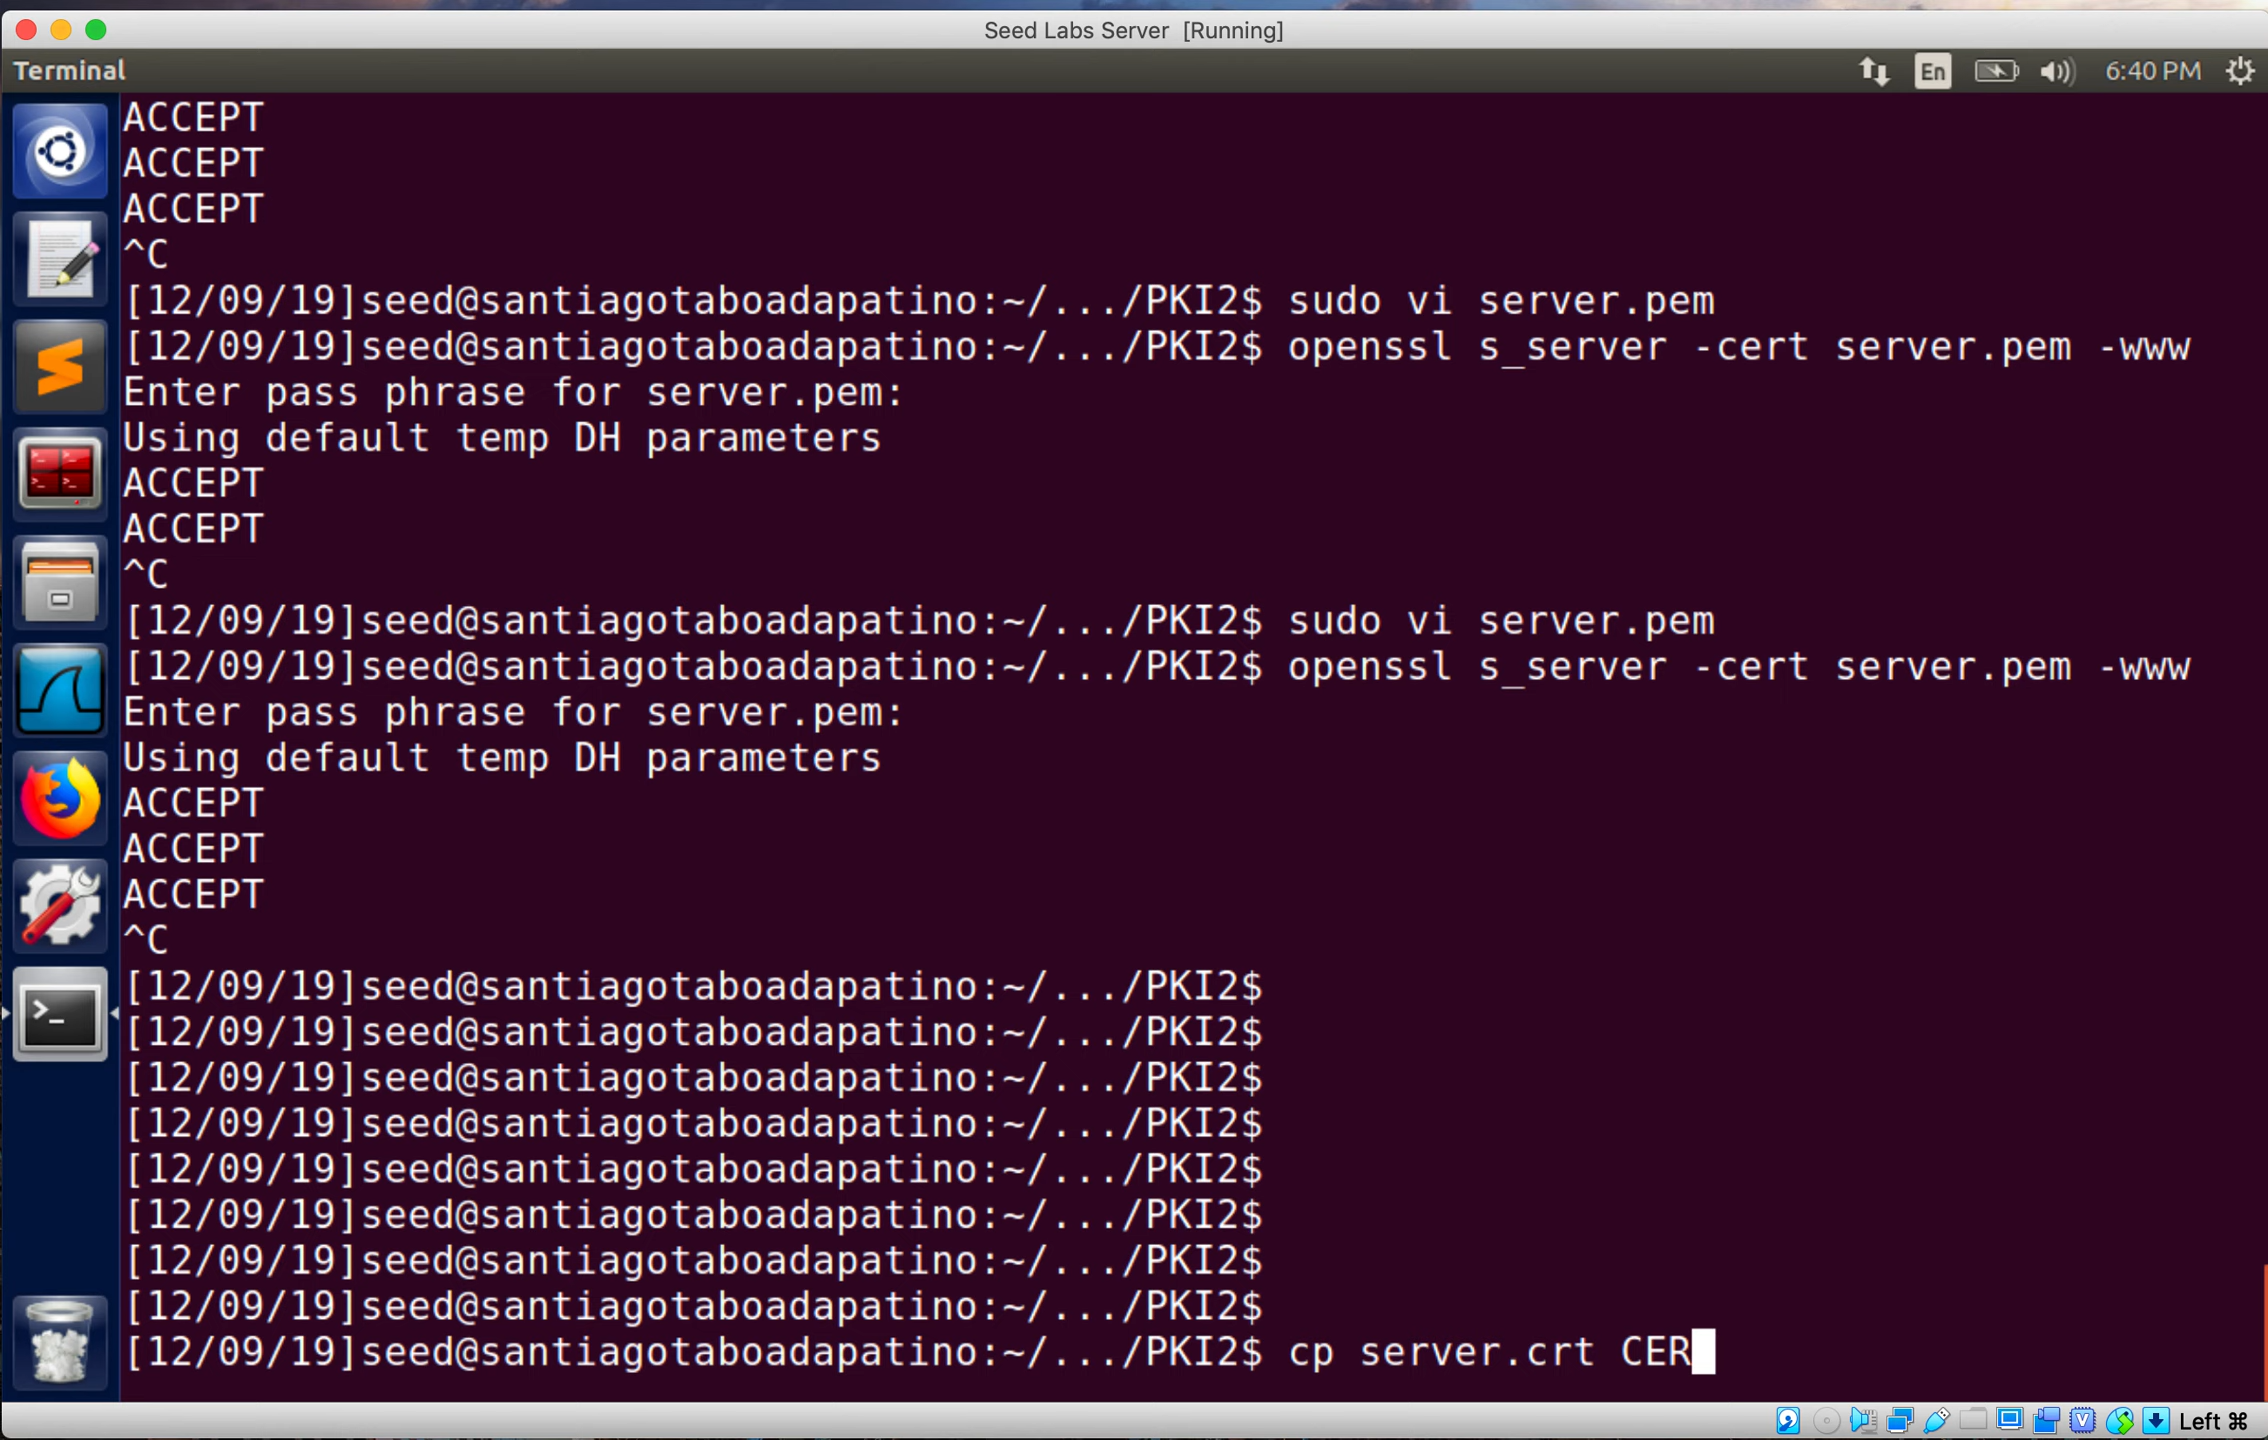 Seed Labs Server [Running]
Terminal
En
6:40 PM
ACCEPT
ACCEPT
ACCEPT
^C
[12/09/19]seed@santiagotaboadapatino:~/.../PKI2$ sudo vi server.pem
[12/09/19]seed@santiagotaboadapatino:~/.../PKI2$ openssl s_server -cert server.pem -www
Enter pass phrase for server.pem:
Using default temp DH parameters
ACCEPT
ACCEPT
^C
[12/09/19]seed@santiagotaboadapatino:~/.../PKI2$ sudo vi server.pem
[12/09/19]seed@santiagotaboadapatino:~/.../PKI2$ openssl s_server -cert server.pem -www
Enter pass phrase for server.pem:
Using default temp DH parameters
ACCEPT
ACCEPT
ACCEPT
^C
[12/09/19]seed@santiagotaboadapatino:~/.../PKI2$
[12/09/19]seed@santiagotaboadapatino:~/.../PKI2$
[12/09/19]seed@santiagotaboadapatino:~/.../PKI2$
[12/09/19]seed@santiagotaboadapatino:~/.../PKI2$
[12/09/19]seed@santiagotaboadapatino:~/.../PKI2$
[12/09/19]seed@santiagotaboadapatino:~/.../PKI2$
[12/09/19]seed@santiagotaboadapatino:~/.../PKI2$
[12/09/19]seed@santiagotaboadapatino:~/.../PKI2$
[12/09/19]seed@santiagotaboadapatino:~/.../PKI2$ cp server.crt CER
Left ⌘